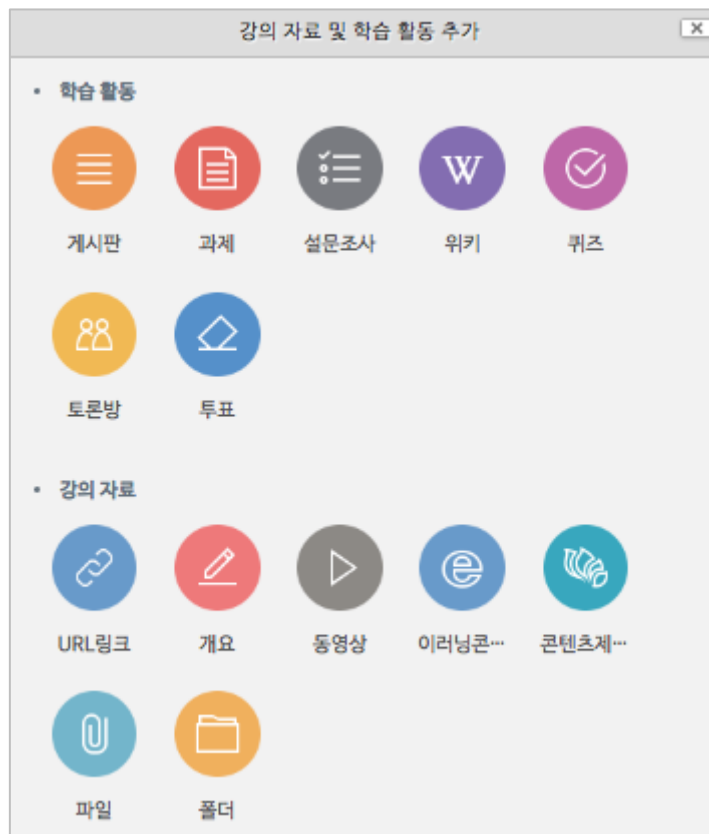 강의 자료 및 학습 활동 추가
• 학습 활동
게시판 과제 설문조사 위키 퀴즈
토론방 투표
• 강의 자료
URL링크 개요 동영상 이러닝콘… 콘텐츠제…
파일 폴더